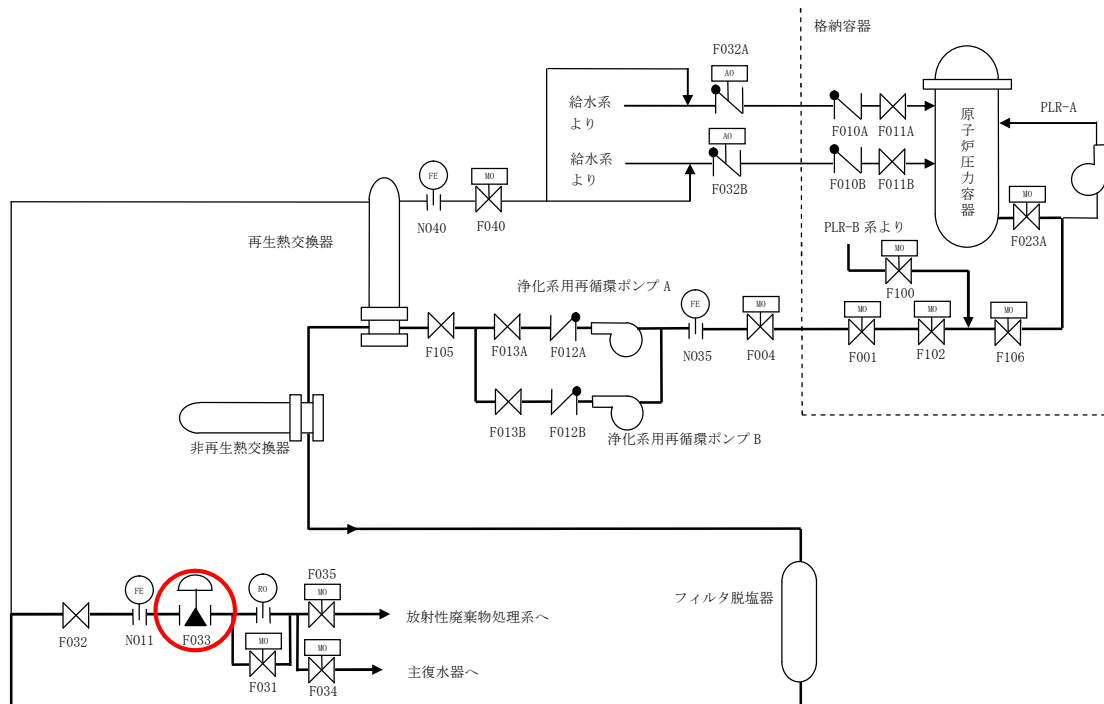 格納容器
F032A
AO
給水系
より
F010A
F011A
原子炉圧力容器
PLR-A
給水系
より
AO
F032B
F010B
F011B
FE
N040
MO
F040
再生熱交換器
MO
F023A
PLR-B 系より
MO
F100
浄化系用再循環ポンプ A
FE
N035
MO
F004
MO
F001
MO
F102
MO
F106
F105
F013A
F012A
F013B
F012B
浄化系用再循環ポンプ B
非再生熱交換器
フィルタ脱塩器
F032
FE
N011
F033
RO
F035
MO
放射性廃棄物処理系へ
MO
F031
MO
F034
主復水器へ